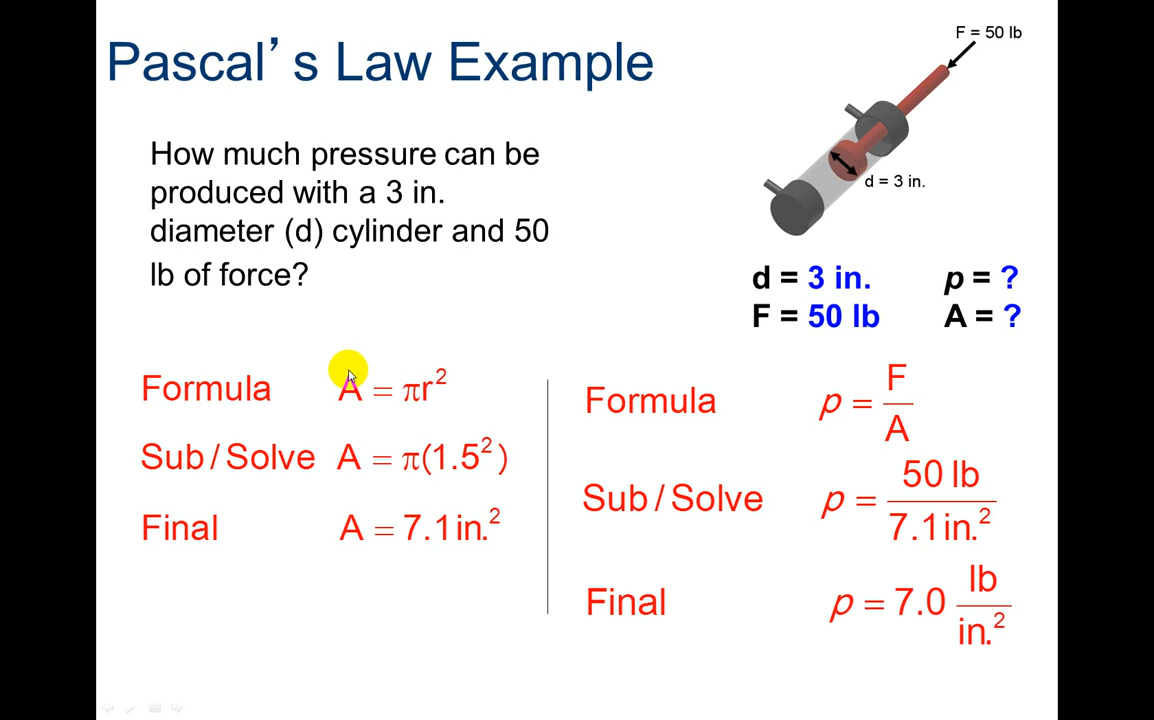 Pascal’s Law Example
F = 50 lb
d = 3 in.
How much pressure can be
produced with a 3 in.
diameter (d) cylinder and 50
lb of force?
d = 3 in. p = ?
F = 50 lb A = ?
Formula A = πr²
Sub / Solve A = π(1.5²)
Final A = 7.1 in.²
Formula p = F/A
Sub / Solve p = 50 lb/7.1 in.²
Final p = 7.0 lb/in.²